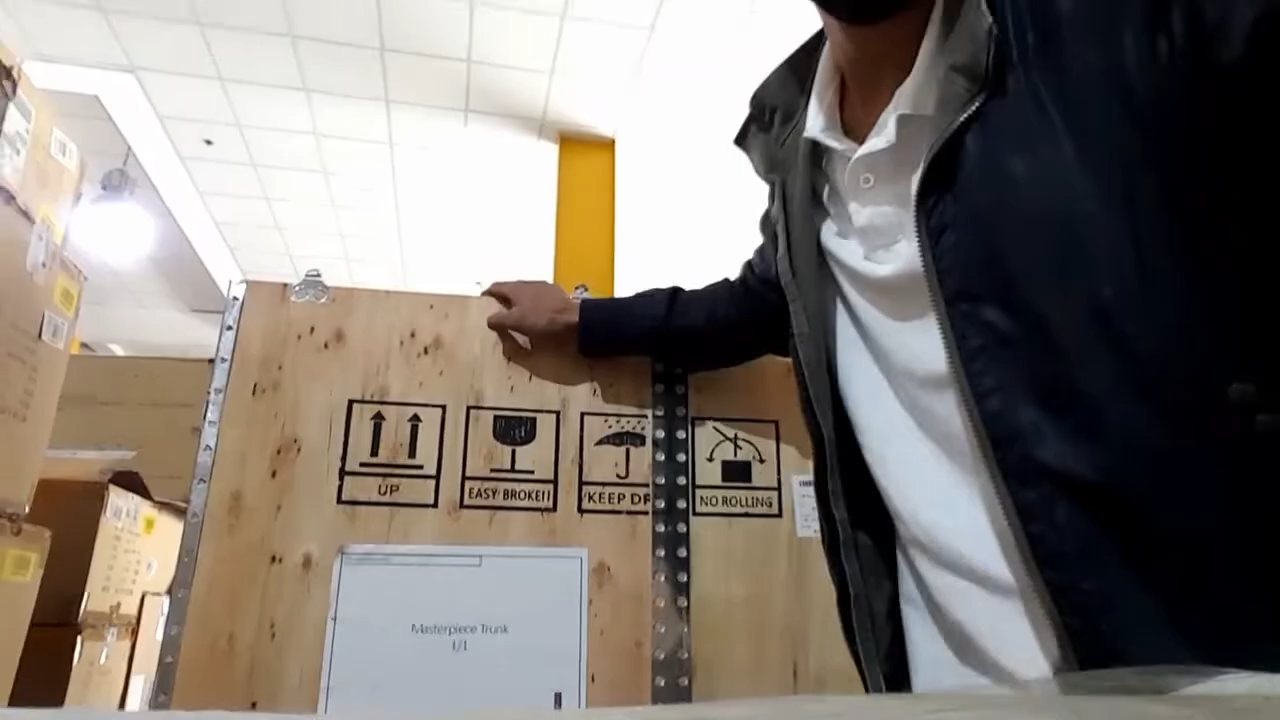 UP
EASY BROKEN
KEEP DR
NO ROLLING
Masterpiece Trunk
1/1